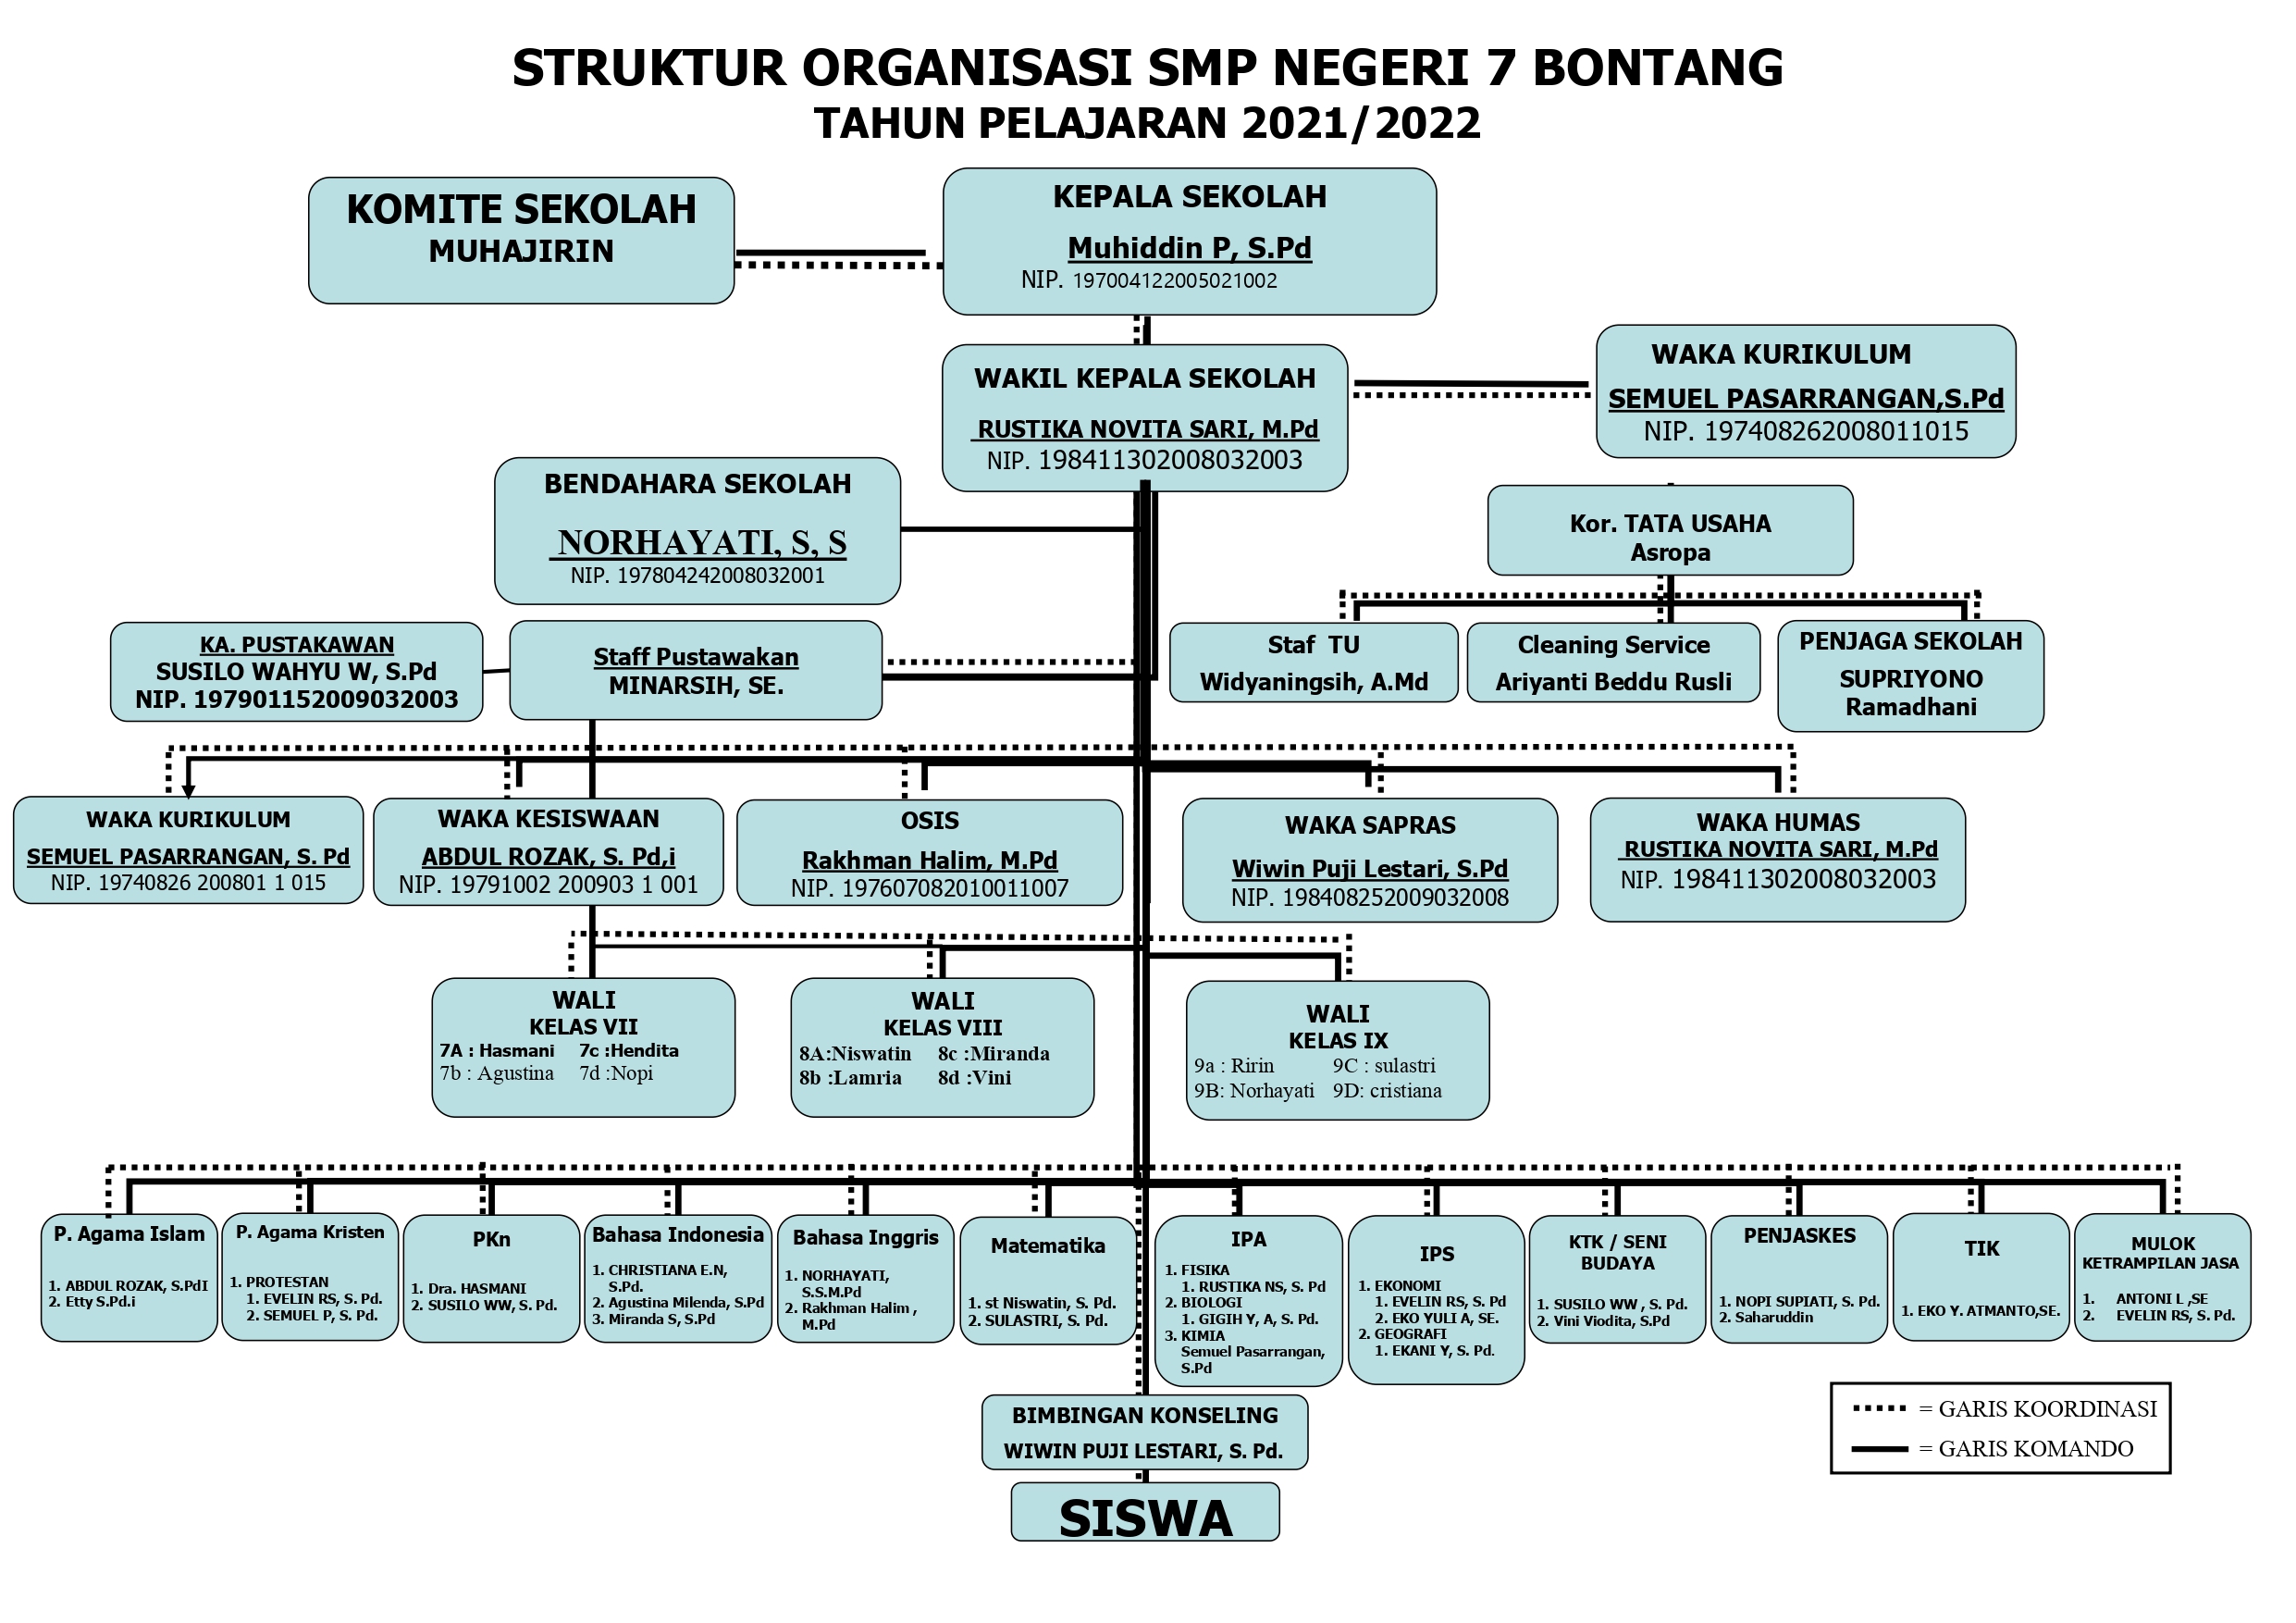 STRUKTUR ORGANISASI SMP NEGERI 7 BONTANG
TAHUN PELAJARAN 2021/2022
KOMITE SEKOLAH
MUHAJIRIN
KEPALA SEKOLAH
Muhiddin P, S.Pd
NIP. 197004122005021002
WAKIL KEPALA SEKOLAH
RUSTIKA NOVITA SARI, M.Pd
NIP. 198411302008032003
WAKA KURIKULUM
SEMUEL PASARRANGAN,S.Pd
NIP. 197408262008011015
BENDAHARA SEKOLAH
NORHAYATI, S, S
NIP. 197804242008032001
Kor. TATA USAHA
Asropa
KA. PUSTAKAWAN
SUSILO WAHYU W, S.Pd
NIP. 197901152009032003
Staff Pustawakan
MINARSIH, SE.
Staf  TU
Widyaningsih, A.Md
Cleaning Service
Ariyanti Beddu Rusli
PENJAGA SEKOLAH
SUPRIYONO
Ramadhani
WAKA KURIKULUM
SEMUEL PASARRANGAN, S. Pd
NIP. 19740826 200801 1 015
WAKA KESISWAAN
ABDUL ROZAK, S. Pd,i
NIP. 19791002 200903 1 001
OSIS
Rakhman Halim, M.Pd
NIP. 197607082010011007
WAKA SAPRAS
Wiwin Puji Lestari, S.Pd
NIP. 198408252009032008
WAKA HUMAS
RUSTIKA NOVITA SARI, M.Pd
NIP. 198411302008032003
WALI
KELAS VII
7A : Hasmani 7c :Hendita
7b : Agustina 7d :Nopi
WALI
KELAS VIII
8A:Niswatin 8c :Miranda
8b :Lamria 8d :Vini
WALI
KELAS IX
9a : Ririn 9C : sulastri
9B: Norhayati 9D: cristiana
P. Agama Islam
1. ABDUL ROZAK, S.PdI
2. Etty S.Pd.i
P. Agama Kristen
1. PROTESTAN
1. EVELIN RS, S. Pd.
2. SEMUEL P, S. Pd.
PKn
1. Dra. HASMANI
2. SUSILO WW, S. Pd.
Bahasa Indonesia
1. CHRISTIANA E.N,
S.Pd.
2. Agustina Milenda, S.Pd
3. Miranda S, S.Pd
Bahasa Inggris
1. NORHAYATI,
S.S.M.Pd
2. Rakhman Halim ,
M.Pd
Matematika
1. st Niswatin, S. Pd.
2. SULASTRI, S. Pd.
IPA
1. FISIKA
1. RUSTIKA NS, S. Pd
2. BIOLOGI
1. GIGIH Y, A, S. Pd.
3. KIMIA
Semuel Pasarrangan,
S.Pd
IPS
1. EKONOMI
1. EVELIN RS, S. Pd
2. EKO YULI A, SE.
2. GEOGRAFI
1. EKANI Y, S. Pd.
KTK / SENI
BUDAYA
1. SUSILO WW , S. Pd.
2. Vini Viodita, S.Pd
PENJASKES
1. NOPI SUPIATI, S. Pd.
2. Saharuddin
TIK
1. EKO Y. ATMANTO,SE.
MULOK
KETRAMPILAN JASA
1. ANTONI L ,SE
2. EVELIN RS, S. Pd.
BIMBINGAN KONSELING
WIWIN PUJI LESTARI, S. Pd.
SISWA
= GARIS KOORDINASI
= GARIS KOMANDO